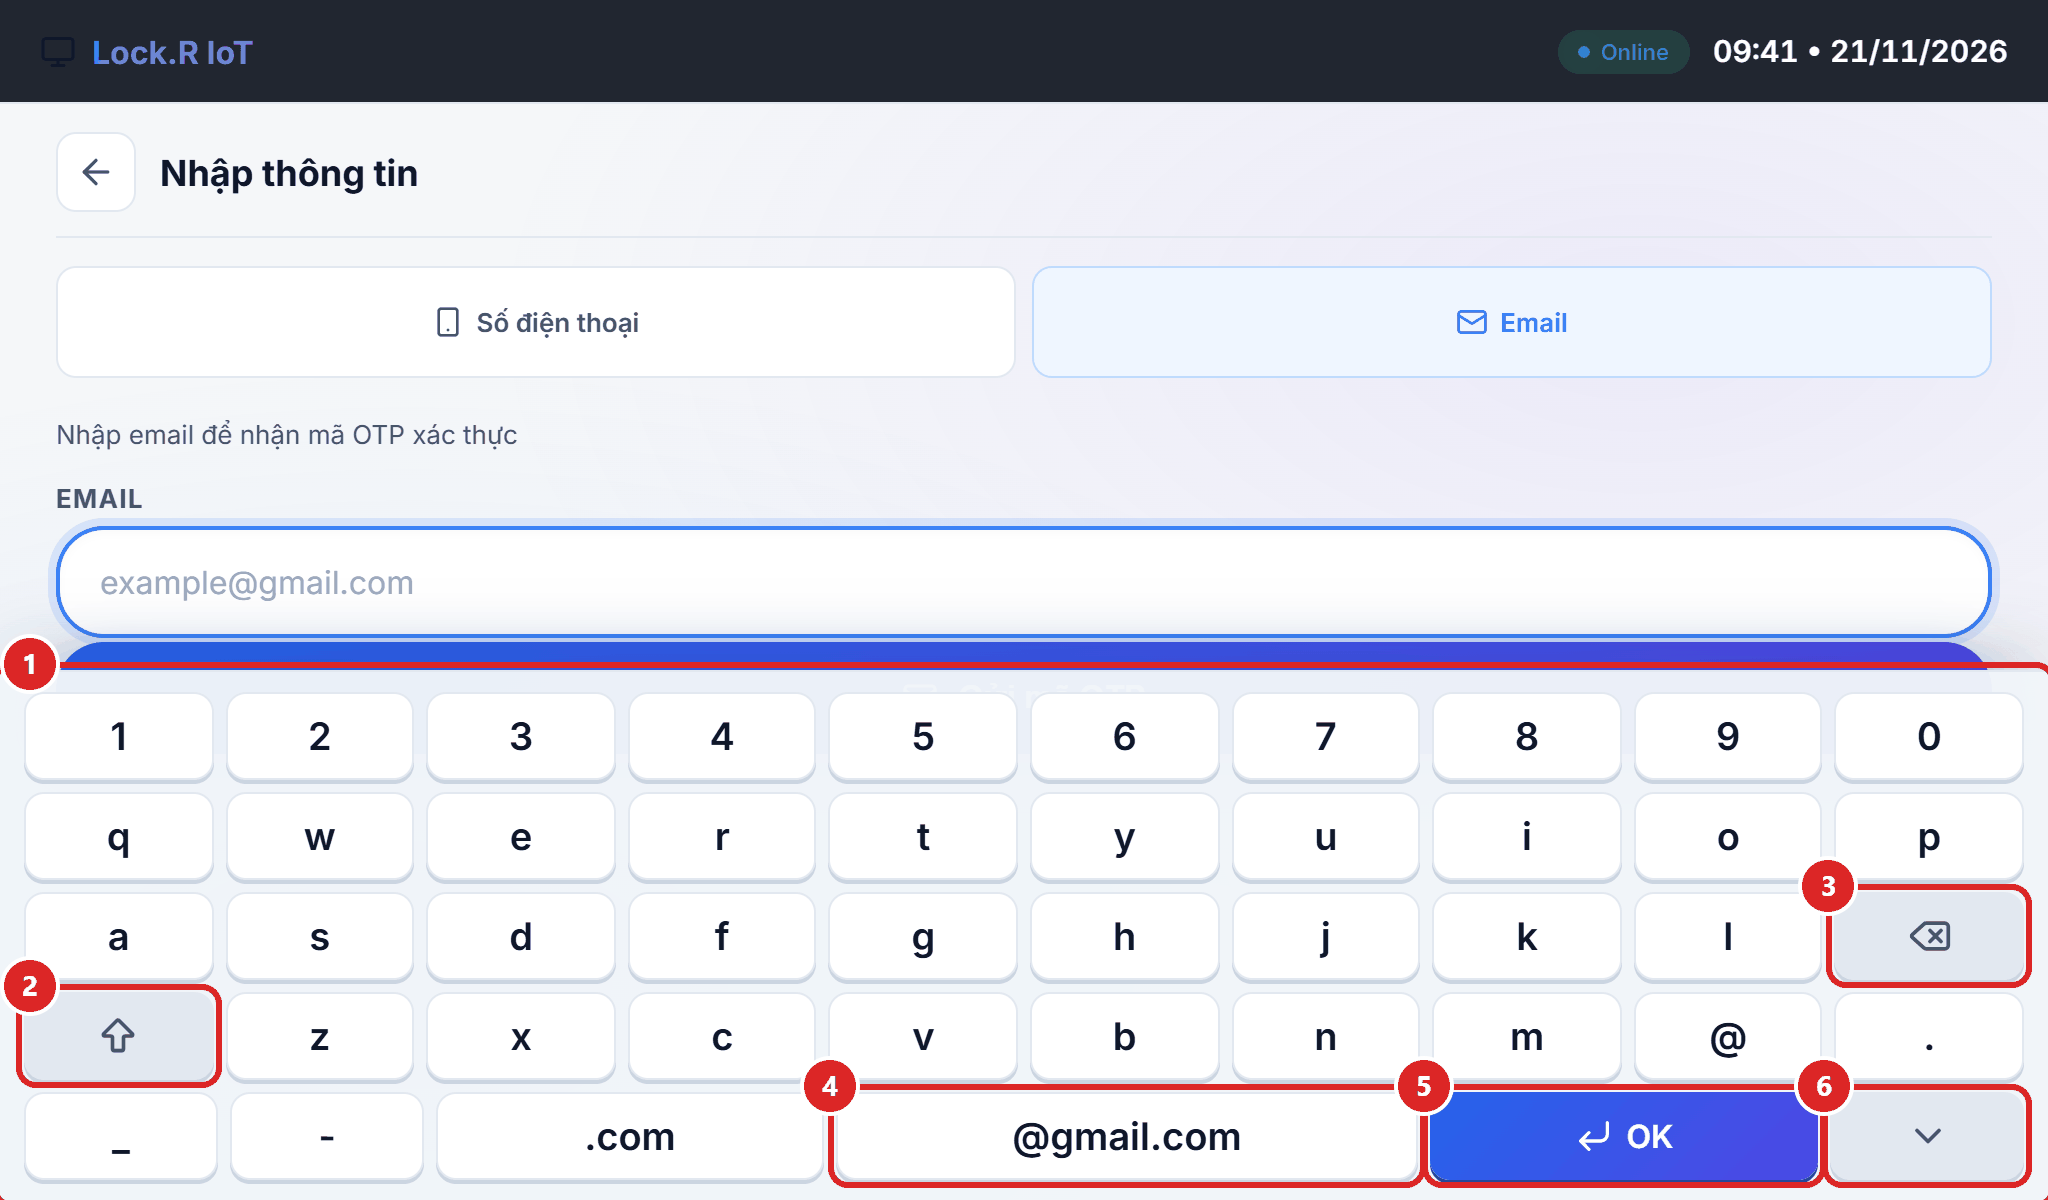 Lock.R IoT
Online 09:41 • 21/11/2026
Nhập thông tin
Số điện thoại
Email
Nhập email để nhận mã OTP xác thực
EMAIL
example@gmail.com
1
1 2 3 4 5 6 7 8 9 0
q w e r t y u i o p
3
a s d f g h j k l
2
z x c v b n m @ .
4 5 6
_ - .com @gmail.com OK